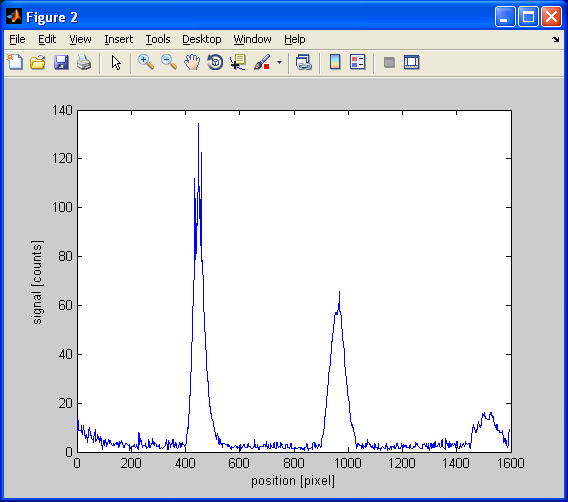 Figure 2
File Edit View Insert Tools Desktop Window Help
140
120
100
80
60
40
20
0
signal [counts]
0 200 400 600 800 1000 1200 1400 1600
position [pixel]